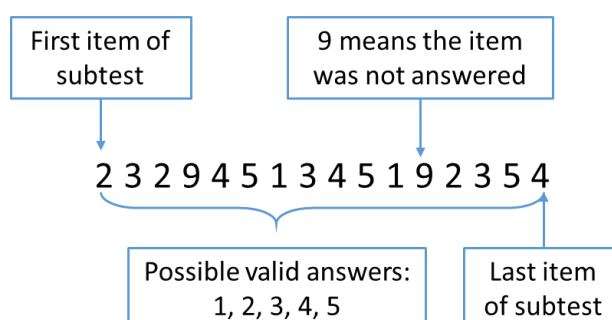 First item of
subtest
9 means the item
was not answered
2 3 2 9 4 5 1 3 4 5 1 9 2 3 5 4
Possible valid answers:
1, 2, 3, 4, 5
Last item
of subtest